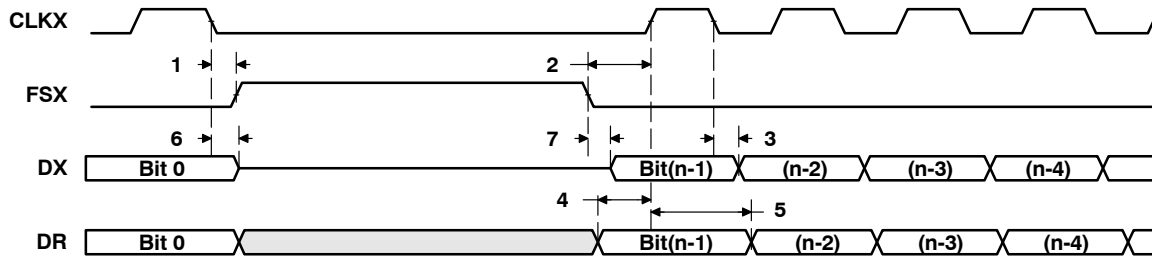 CLKX
1 2
FSX
6 7 3
DX Bit 0 Bit(n-1) (n-2) (n-3) (n-4)
4 5
DR Bit 0 Bit(n-1) (n-2) (n-3) (n-4)